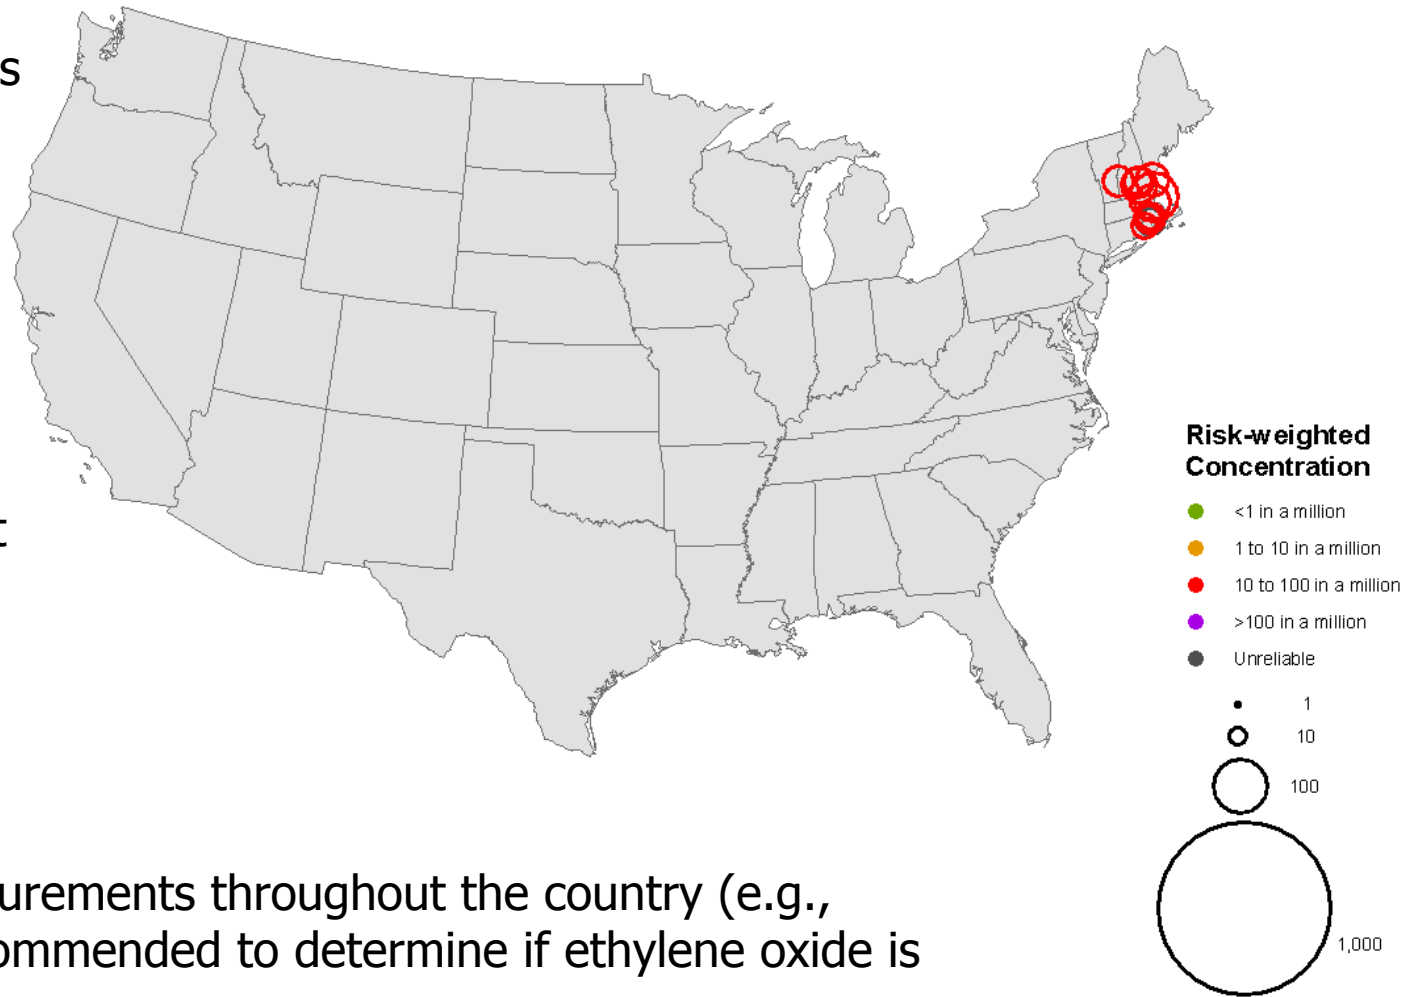 s
t
Risk-weighted
Concentration
<1 in a million
1 to 10 in a million
10 to 100 in a million
>100 in a million
Unreliable
1
10
100
1,000
urements throughout the country (e.g.,
ommended to determine if ethylene oxide is